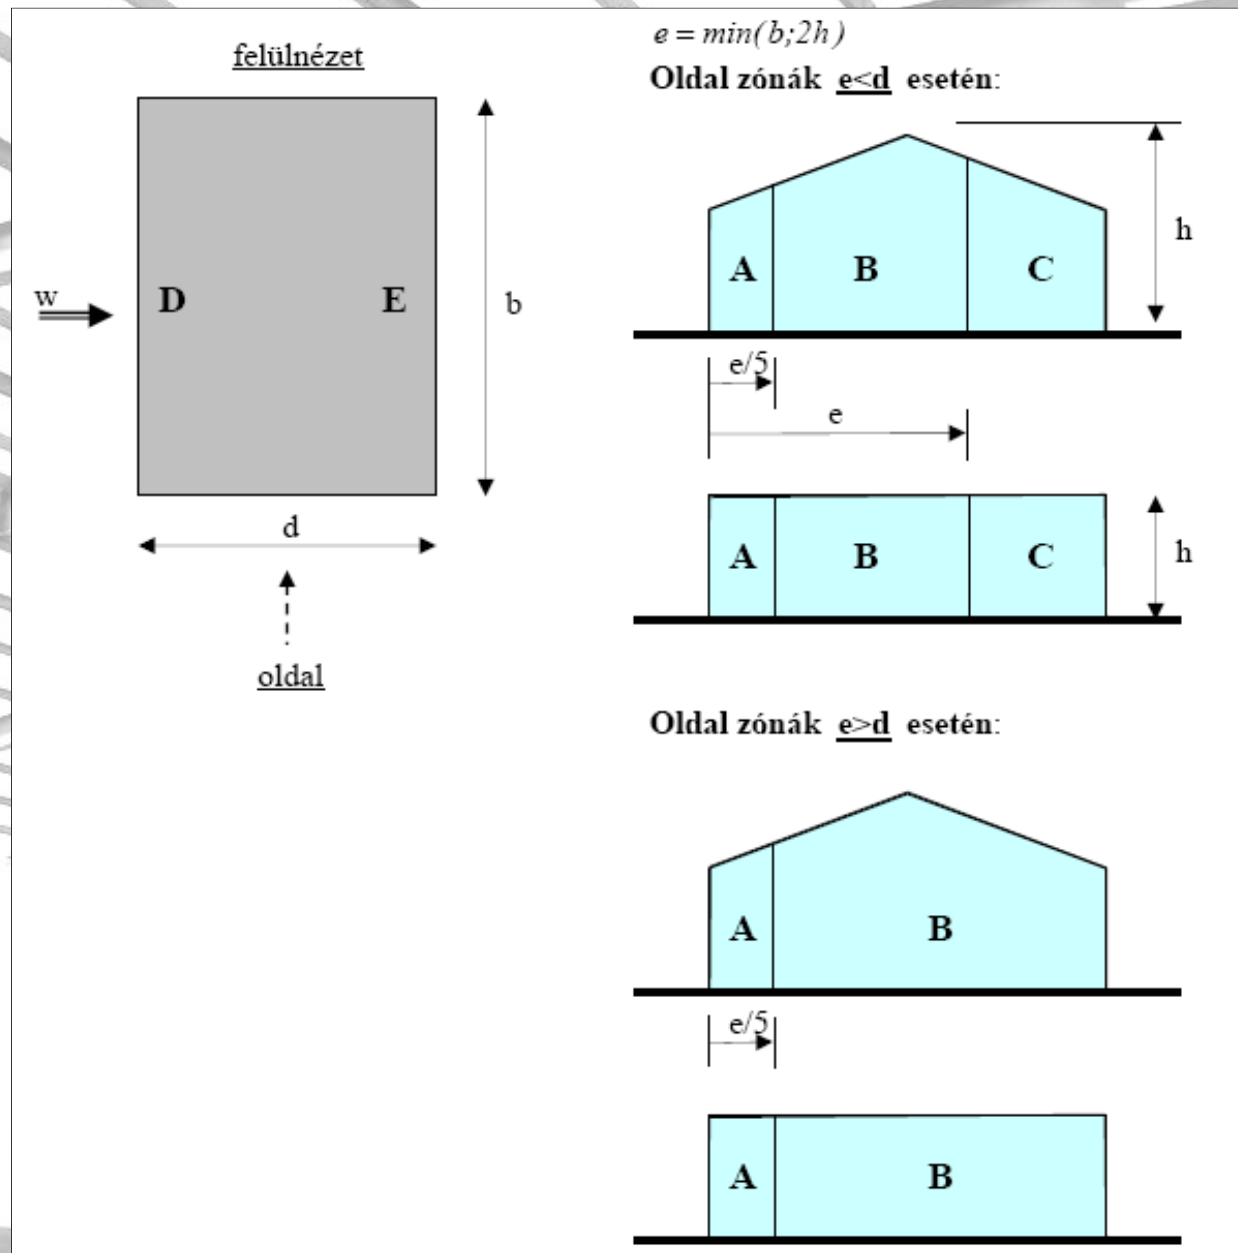 felülnézet
w
D
E
b
d
oldal
e = min(b;2h)
Oldal zónák e<d esetén:
A
B
C
h
e/5
e
A
B
C
h
Oldal zónák e>d esetén:
A
B
e/5
A
B